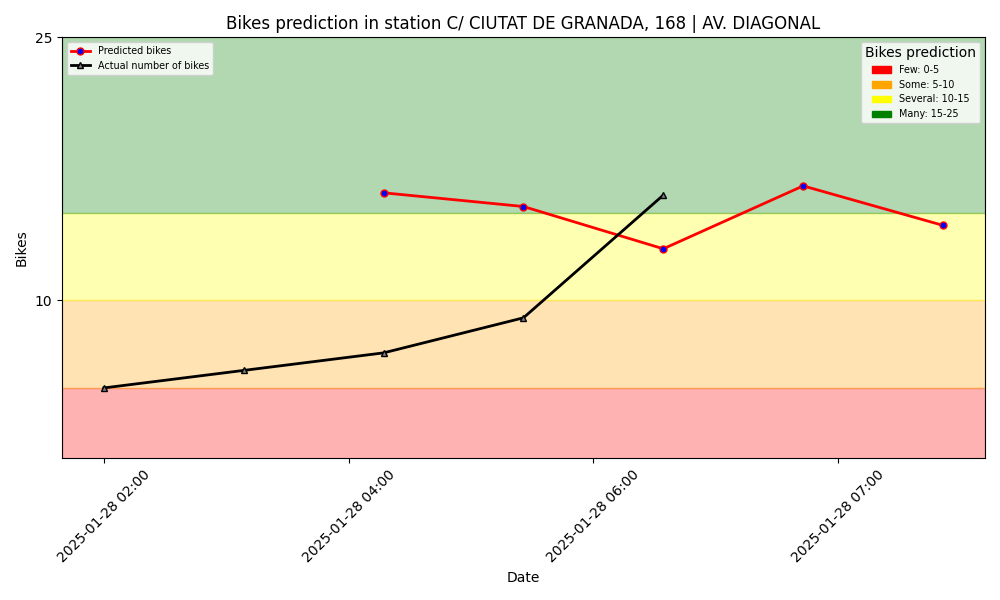 Bikes prediction in station C/ CIUTAT DE GRANADA, 168 | AV. DIAGONAL
25
10
Bikes
Predicted bikes
Actual number of bikes
Bikes prediction
Few: 0-5
Some: 5-10
Several: 10-15
Many: 15-25
2025-01-28 02:00
2025-01-28 04:00
2025-01-28 06:00
2025-01-28 07:00
Date